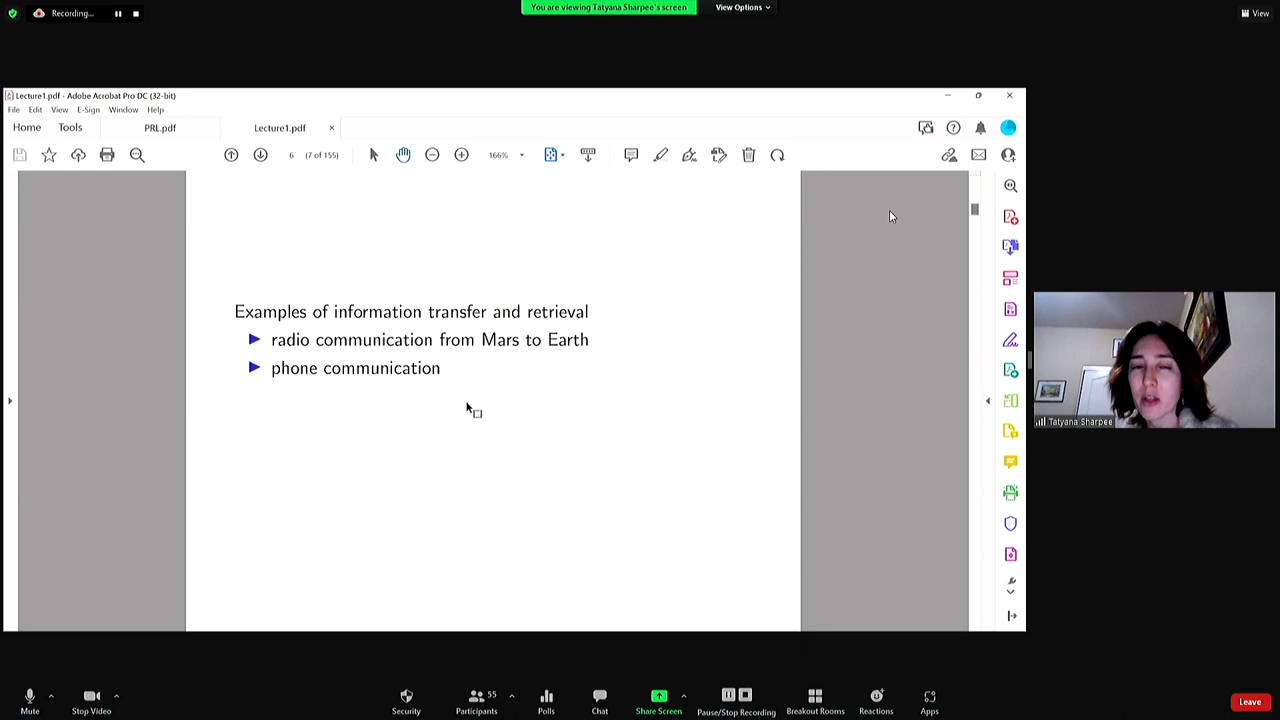 Recording...
You are viewing Tatyana Sharpee's screen
View Options
View
Lecture1.pdf - Adobe Acrobat Pro DC (32-bit)
File Edit View E-Sign Window Help
Home Tools PRL.pdf Lecture1.pdf ×
6 (7 of 155) 166%
Examples of information transfer and retrieval
▶ radio communication from Mars to Earth
▶ phone communication
Tatyana Sharpee
55
Mute Stop Video Security Participants Polls Chat Share Screen Pause/Stop Recording Breakout Rooms Reactions Apps Leave